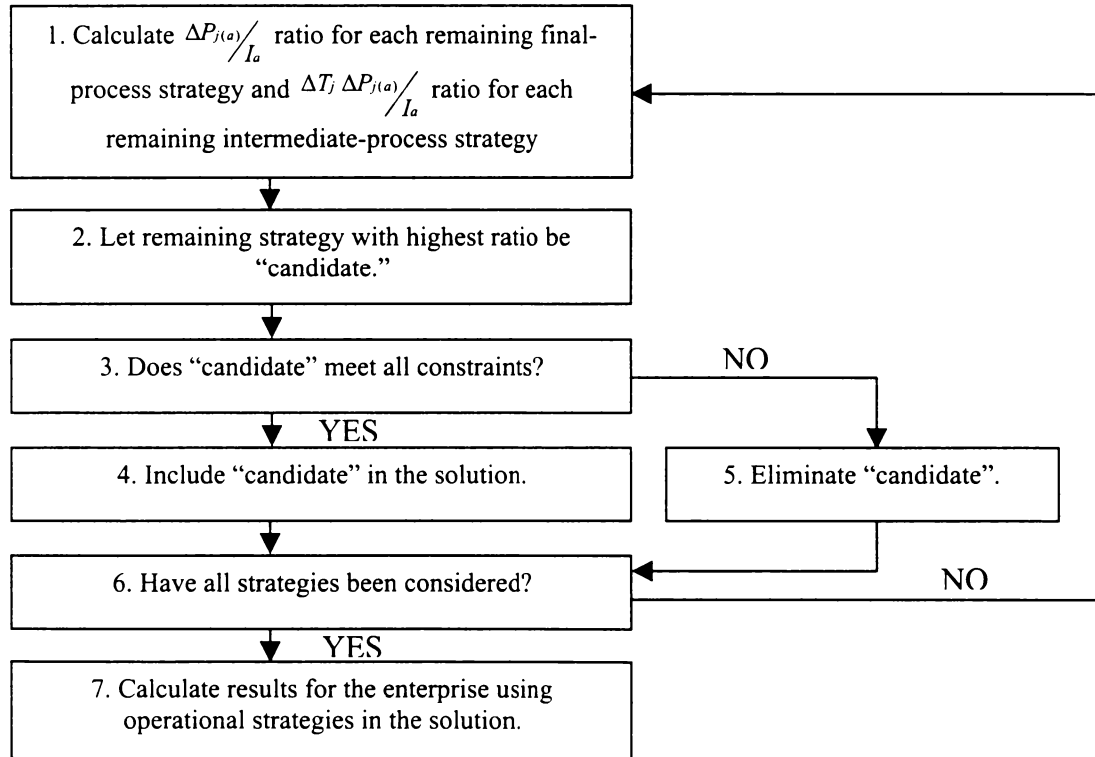 1. Calculate ΔP_{j(a)}/I_a ratio for each remaining final-
process strategy and ΔT_j ΔP_{j(a)}/I_a ratio for each
remaining intermediate-process strategy
2. Let remaining strategy with highest ratio be
“candidate.”
3. Does “candidate” meet all constraints?
NO
YES
4. Include “candidate” in the solution.
5. Eliminate “candidate”.
6. Have all strategies been considered?
NO
YES
7. Calculate results for the enterprise using
operational strategies in the solution.